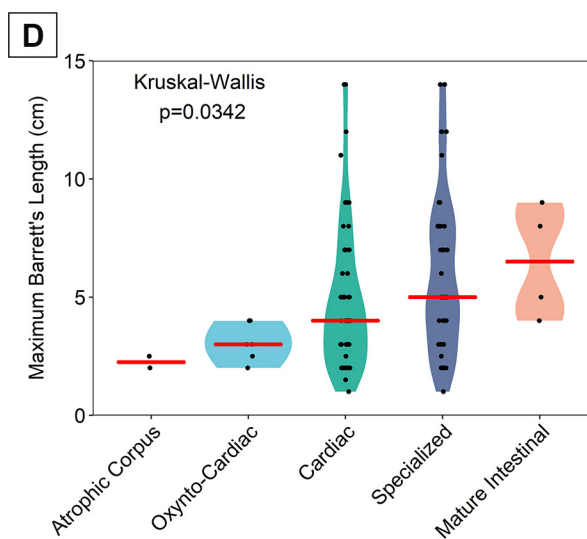 D
Kruskal-Wallis
p=0.0342
Maximum Barrett's Length (cm)
15
10
5
0
Atrophic Corpus
Oxynto-Cardiac
Cardiac
Specialized
Mature Intestinal